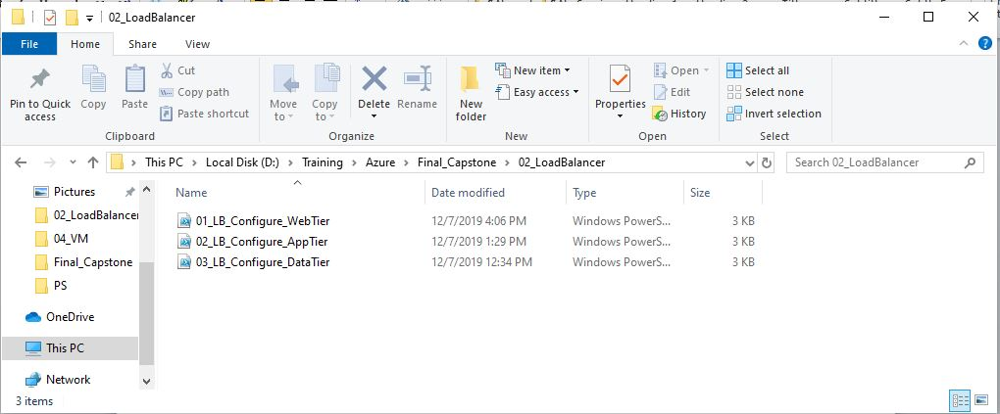 02_LoadBalancer
File Home Share View
Pin to Quick access
Copy
Paste
Cut
Copy path
Paste shortcut
Clipboard
Move to
Copy to
Delete
Rename
Organize
New folder
New item
Easy access
New
Properties
Open
Edit
History
Open
Select all
Select none
Invert selection
Select
This PC > Local Disk (D:) > Training > Azure > Final_Capstone > 02_LoadBalancer
Search 02_LoadBalancer
Pictures
02_LoadBalancer
04_VM
Final_Capstone
PS
OneDrive
This PC
Network
Name Date modified Type Size
01_LB_Configure_WebTier 12/7/2019 4:06 PM Windows PowerS... 3 KB
02_LB_Configure_AppTier 12/7/2019 1:29 PM Windows PowerS... 3 KB
03_LB_Configure_DataTier 12/7/2019 12:34 PM Windows PowerS... 3 KB
3 items